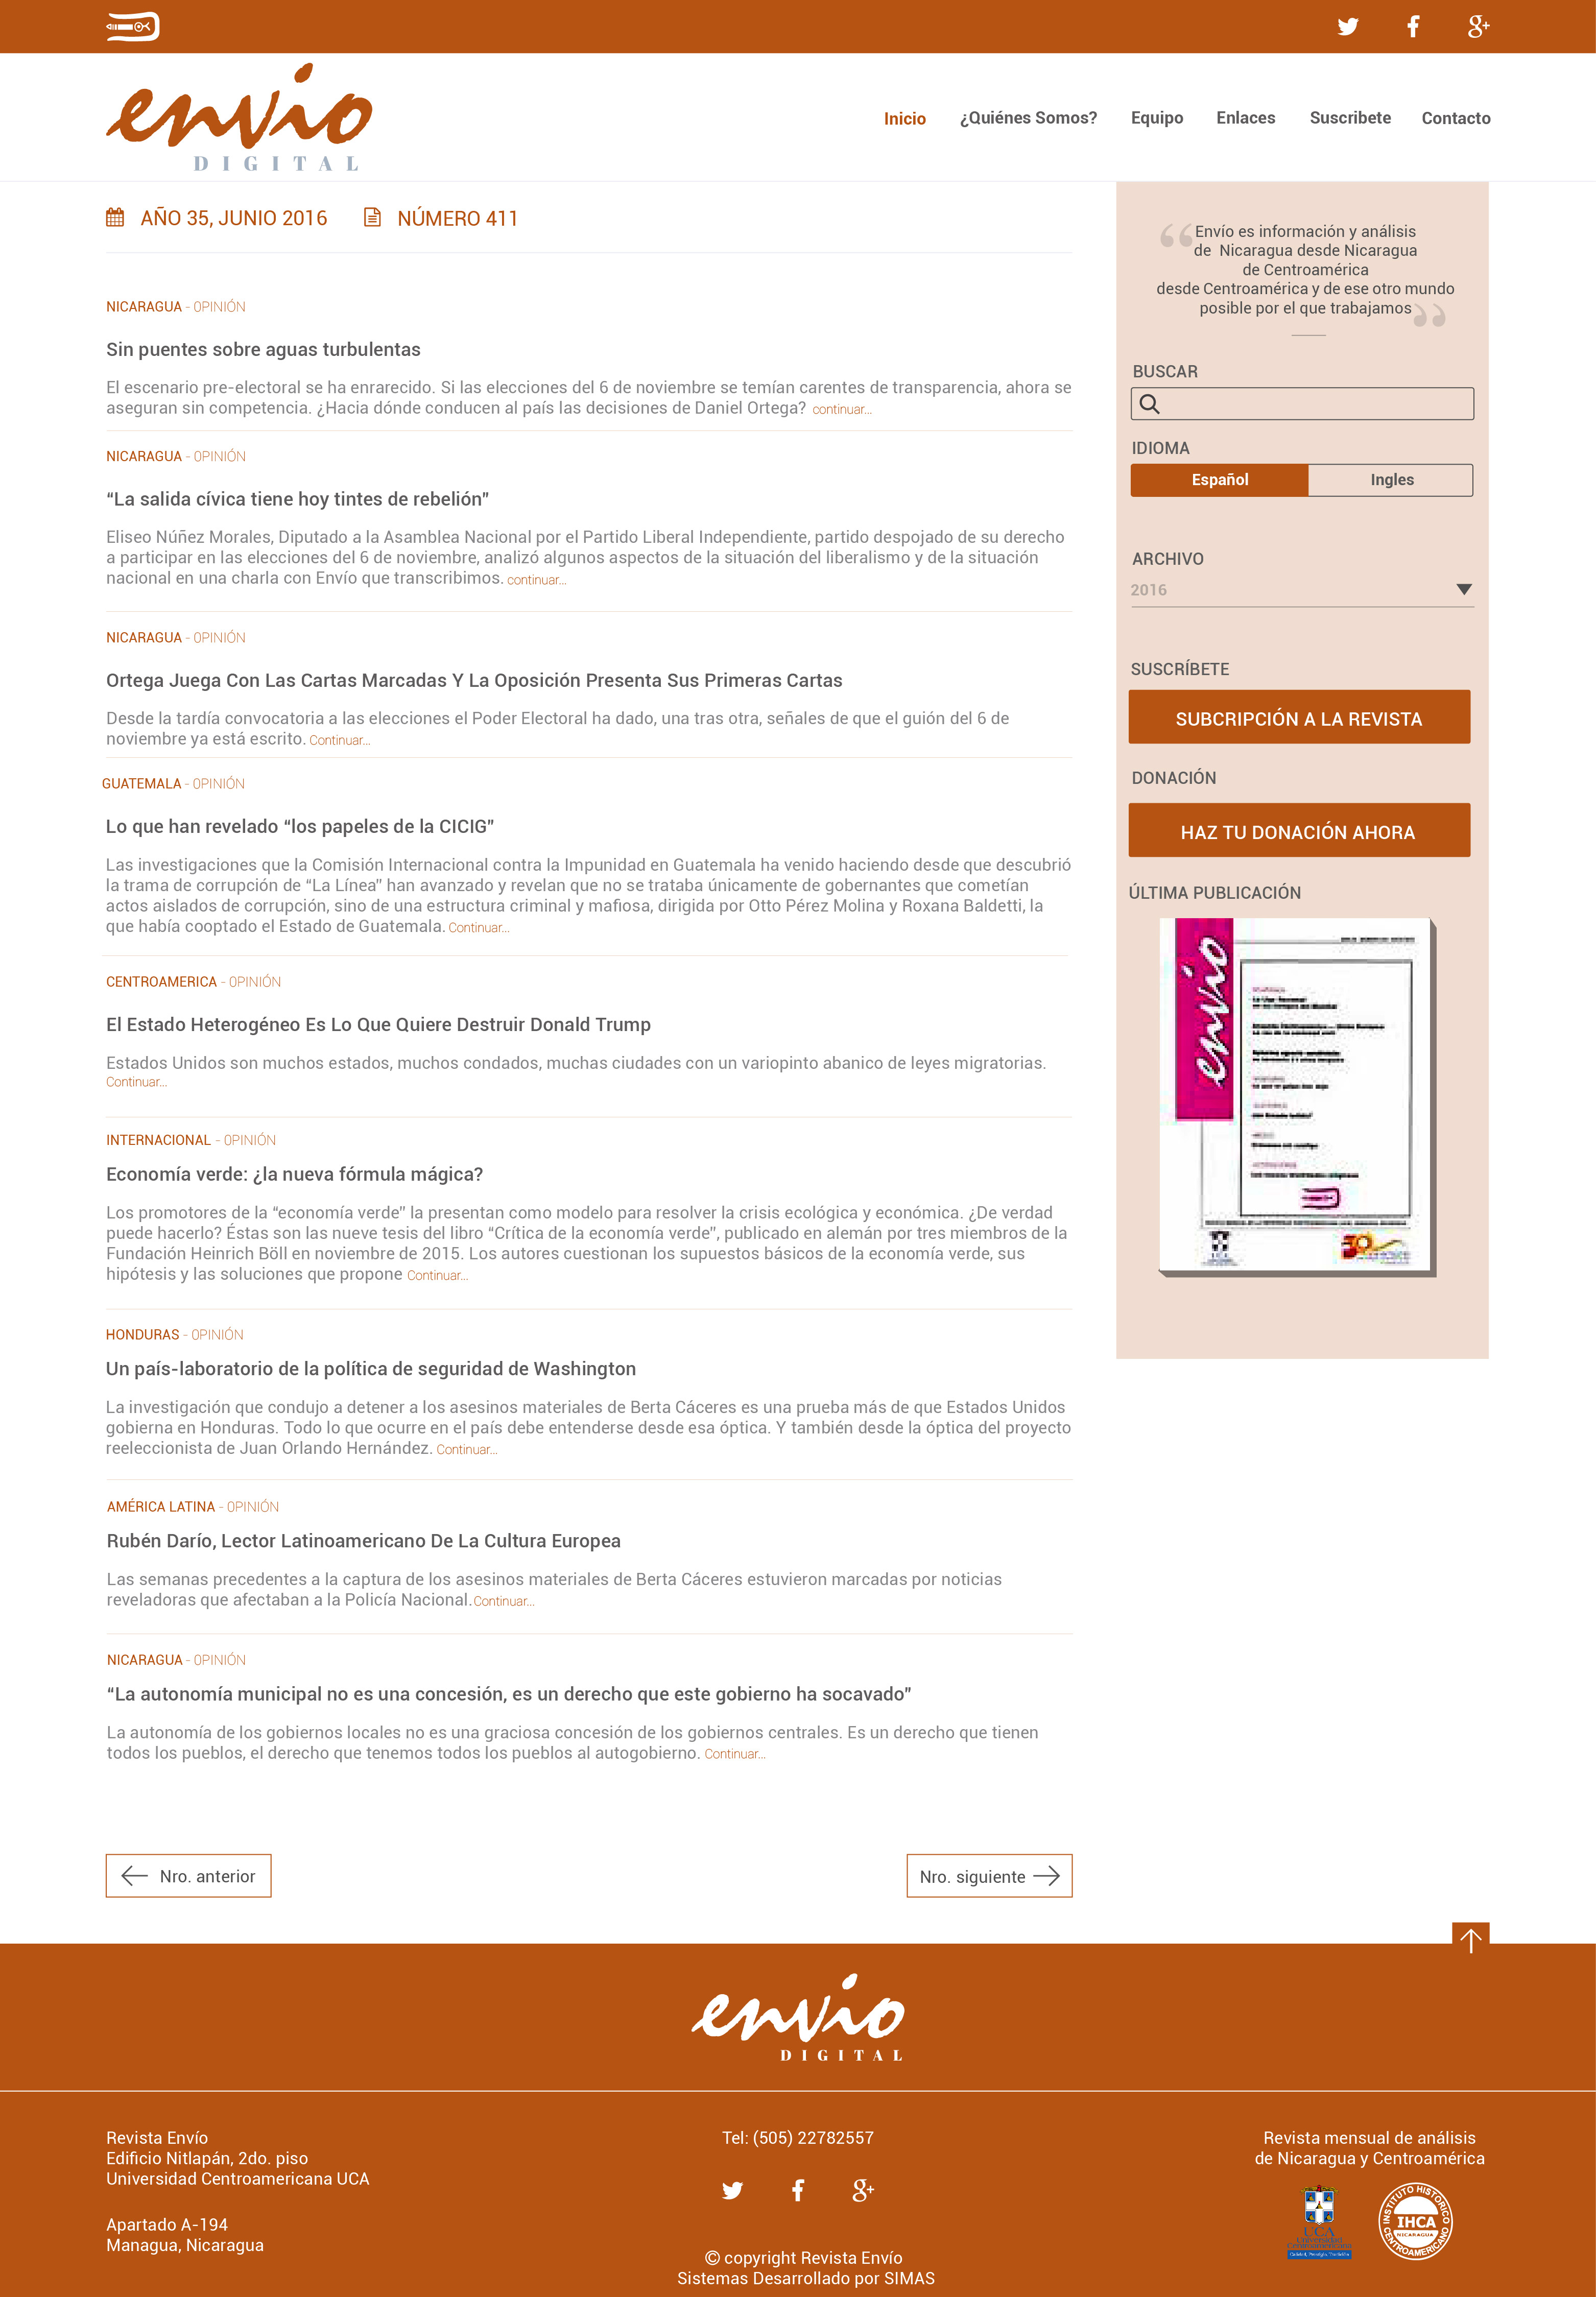 envío
DIGITAL
Inicio ¿Quiénes Somos? Equipo Enlaces Suscribete Contacto
AÑO 35, JUNIO 2016 NÚMERO 411
NICARAGUA - OPINIÓN
Sin puentes sobre aguas turbulentas
El escenario pre-electoral se ha enrarecido. Si las elecciones del 6 de noviembre se temían carentes de transparencia, ahora se
aseguran sin competencia. ¿Hacia dónde conducen al país las decisiones de Daniel Ortega? continuar...
NICARAGUA - OPINIÓN
“La salida cívica tiene hoy tintes de rebelión”
Eliseo Núñez Morales, Diputado a la Asamblea Nacional por el Partido Liberal Independiente, partido despojado de su derecho
a participar en las elecciones del 6 de noviembre, analizó algunos aspectos de la situación del liberalismo y de la situación
nacional en una charla con Envío que transcribimos. continuar...
NICARAGUA - OPINIÓN
Ortega Juega Con Las Cartas Marcadas Y La Oposición Presenta Sus Primeras Cartas
Desde la tardía convocatoria a las elecciones el Poder Electoral ha dado, una tras otra, señales de que el guión del 6 de
noviembre ya está escrito. Continuar...
GUATEMALA - OPINIÓN
Lo que han revelado “los papeles de la CICIG”
Las investigaciones que la Comisión Internacional contra la Impunidad en Guatemala ha venido haciendo desde que descubrió
la trama de corrupción de “La Línea” han avanzado y revelan que no se trataba únicamente de gobernantes que cometían
actos aislados de corrupción, sino de una estructura criminal y mafiosa, dirigida por Otto Pérez Molina y Roxana Baldetti, la
que había cooptado el Estado de Guatemala. Continuar...
CENTROAMERICA - OPINIÓN
El Estado Heterogéneo Es Lo Que Quiere Destruir Donald Trump
Estados Unidos son muchos estados, muchos condados, muchas ciudades con un variopinto abanico de leyes migratorias.
Continuar...
INTERNACIONAL - OPINIÓN
Economía verde: ¿la nueva fórmula mágica?
Los promotores de la “economía verde” la presentan como modelo para resolver la crisis ecológica y económica. ¿De verdad
puede hacerlo? Éstas son las nueve tesis del libro “Crítica de la economía verde”, publicado en alemán por tres miembros de la
Fundación Heinrich Böll en noviembre de 2015. Los autores cuestionan los supuestos básicos de la economía verde, sus
hipótesis y las soluciones que propone Continuar...
HONDURAS - OPINIÓN
Un país-laboratorio de la política de seguridad de Washington
La investigación que condujo a detener a los asesinos materiales de Berta Cáceres es una prueba más de que Estados Unidos
gobierna en Honduras. Todo lo que ocurre en el país debe entenderse desde esa óptica. Y también desde la óptica del proyecto
reeleccionista de Juan Orlando Hernández. Continuar...
AMÉRICA LATINA - OPINIÓN
Rubén Darío, Lector Latinoamericano De La Cultura Europea
Las semanas precedentes a la captura de los asesinos materiales de Berta Cáceres estuvieron marcadas por noticias
reveladoras que afectaban a la Policía Nacional. Continuar...
NICARAGUA - OPINIÓN
“La autonomía municipal no es una concesión, es un derecho que este gobierno ha socavado”
La autonomía de los gobiernos locales no es una graciosa concesión de los gobiernos centrales. Es un derecho que tienen
todos los pueblos, el derecho que tenemos todos los pueblos al autogobierno. Continuar...
Nro. anterior
Nro. siguiente
“Envío es información y análisis
de Nicaragua desde Nicaragua
de Centroamérica
desde Centroamérica y de ese otro mundo
posible por el que trabajamos”
BUSCAR
IDIOMA
Español Ingles
ARCHIVO
2016
SUSCRÍBETE
SUBCRIPCIÓN A LA REVISTA
DONACIÓN
HAZ TU DONACIÓN AHORA
ÚLTIMA PUBLICACIÓN
envío
envío
DIGITAL
Revista Envío
Edificio Nitlapán, 2do. piso
Universidad Centroamericana UCA
Apartado A-194
Managua, Nicaragua
Tel: (505) 22782557
© copyright Revista Envío
Sistemas Desarrollado por SIMAS
Revista mensual de análisis
de Nicaragua y Centroamérica
UCA
INSTITUTO HISTORICO
IHCA
NICARAGUA
CENTROAMERICANO